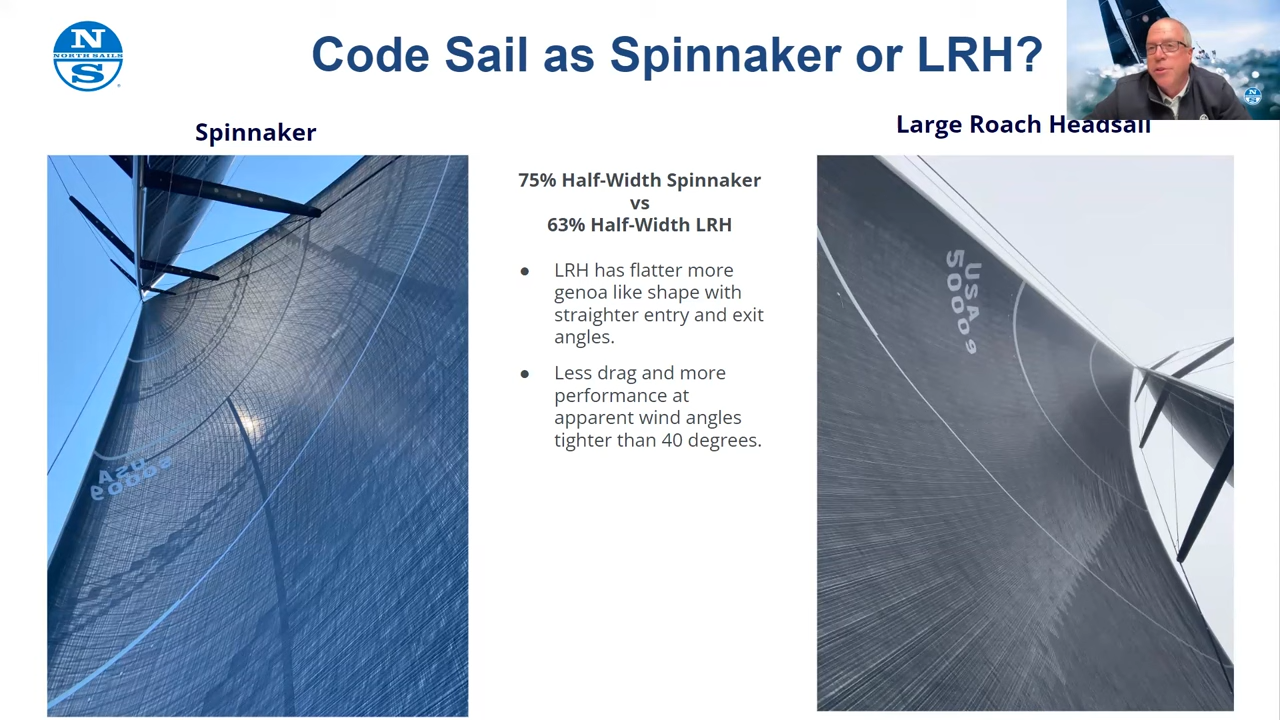 N
NORTH SAILS
S
Code Sail as Spinnaker or LRH?
Spinnaker
Large Roach Headsail
75% Half-Width Spinnaker
vs
63% Half-Width LRH
● LRH has flatter more
genoa like shape with
straighter entry and exit
angles.
● Less drag and more
performance at
apparent wind angles
tighter than 40 degrees.
USA
60009
USA
50009
N
S